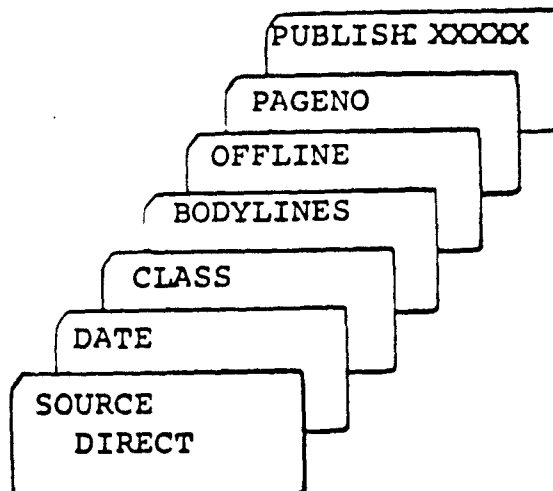 PUBLISH: XXXXX
PAGENO
OFFLINE
BODYLINES
CLASS
DATE
SOURCE
DIRECT